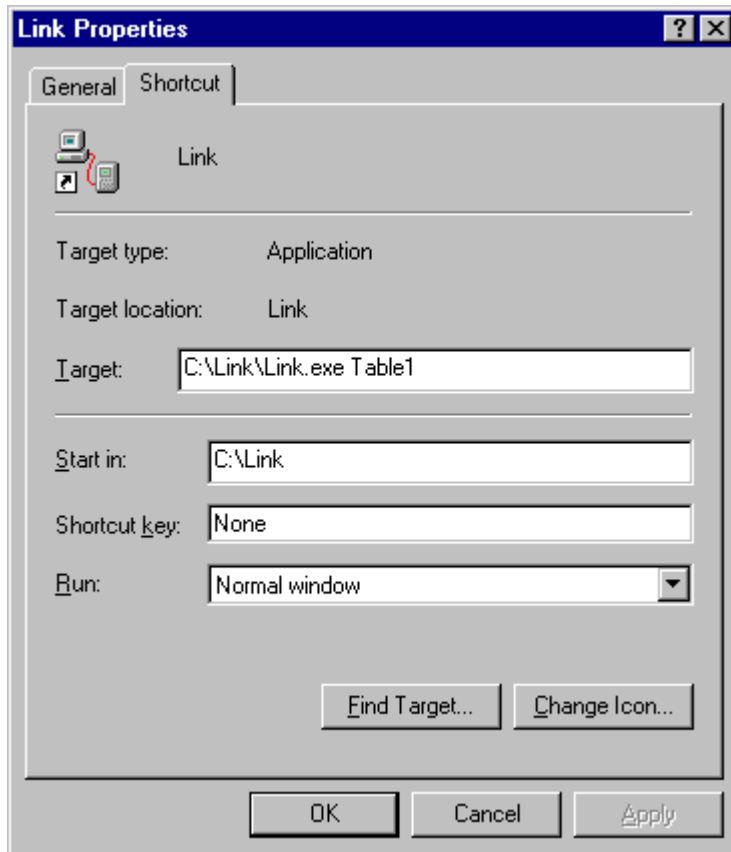 Link Properties
General Shortcut
Link
Target type: Application
Target location: Link
Target: C:\Link\Link.exe Table1
Start in: C:\Link
Shortcut key: None
Run: Normal window
Find Target... Change Icon...
OK Cancel Apply